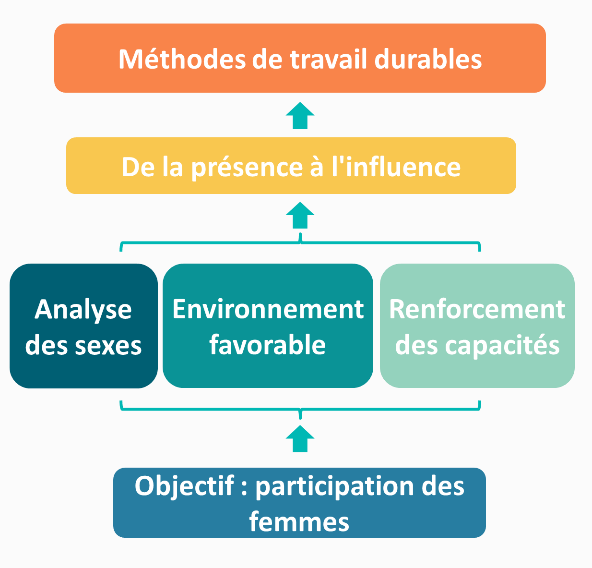 Méthodes de travail durables
De la présence à l'influence
Analyse
des sexes
Environnement
favorable
Renforcement
des capacités
Objectif : participation des
femmes